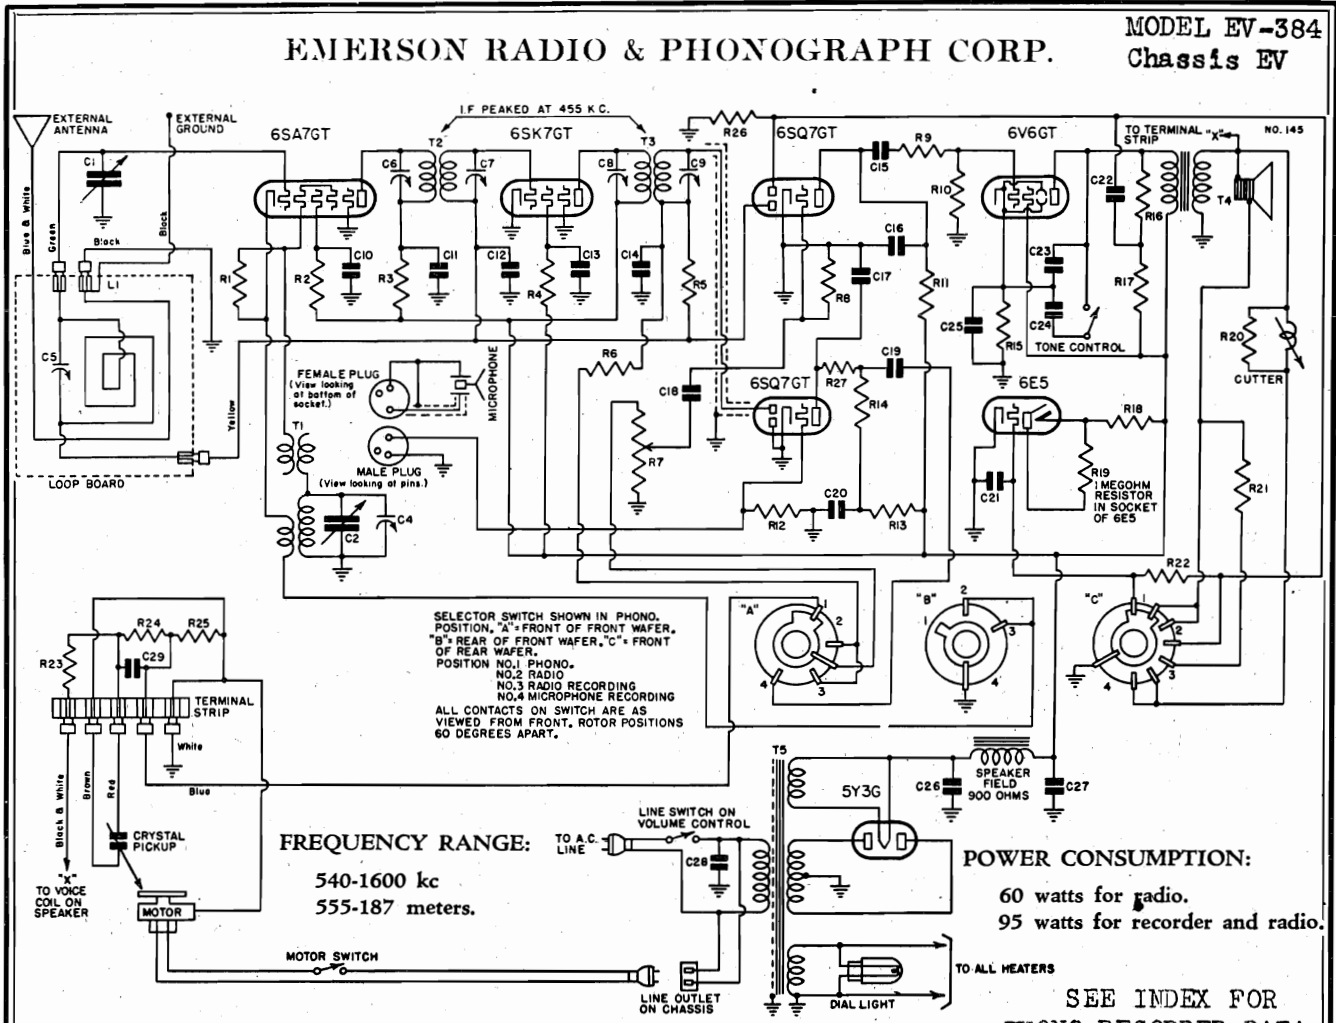 MODEL EV-384
Chassis EV
EMERSON RADIO & PHONOGRAPH CORP.
I.F PEAKED AT 455 K.C.
EXTERNAL
ANTENNA
EXTERNAL
GROUND
6SA7GT
T2
6SK7GT
T3
R26
6SQ7GT
6V6GT
TO TERMINAL "X"
STRIP
NO. 145
C1
C6
C7
C8
C9
C15
R9
R10
C22
R16
T4
Blue & White
Green
Black
Black
L1
R1
R2
C10
R3
C11
C12
R4
C13
C14
R5
R8
C17
C16
R11
C23
C24
C25
R15
R17
TONE CONTROL
R20
CUTTER
C5
Yellow
LOOP BOARD
FEMALE PLUG
(View looking
at bottom of
socket.)
MICROPHONE
MALE PLUG
(View looking at pins.)
R6
R7
C18
6SQ7GT
R27
C19
R14
6E5
R18
R19
1 MEGOHM
RESISTOR
IN SOCKET
OF 6E5
C21
R21
T1
C2
C4
R12
C20
R13
R22
SELECTOR SWITCH SHOWN IN PHONO.
POSITION. "A"= FRONT OF FRONT WAFER.
"B"= REAR OF FRONT WAFER. "C"= FRONT
OF REAR WAFER.
POSITION NO.1 PHONO.
NO.2 RADIO
NO.3 RADIO RECORDING
NO.4 MICROPHONE RECORDING
ALL CONTACTS ON SWITCH ARE AS
VIEWED FROM FRONT. ROTOR POSITIONS
60 DEGREES APART.
"A"
1
2
3
4
"B"
1
2
3
4
"C"
1
2
3
4
R23
R24
R25
C29
TERMINAL
STRIP
White
Blue
Black & White
Brown
Red
"X"
TO VOICE
COIL ON
SPEAKER
CRYSTAL
PICKUP
MOTOR
MOTOR SWITCH
FREQUENCY RANGE:
540-1600 kc
555-187 meters.
LINE SWITCH ON
VOLUME CONTROL
TO A.C.
LINE
C28
T5
5Y3G
C26
SPEAKER
FIELD
900 OHMS
C27
POWER CONSUMPTION:
60 watts for radio.
95 watts for recorder and radio.
LINE OUTLET
ON CHASSIS
DIAL LIGHT
TO ALL HEATERS
SEE INDEX FOR